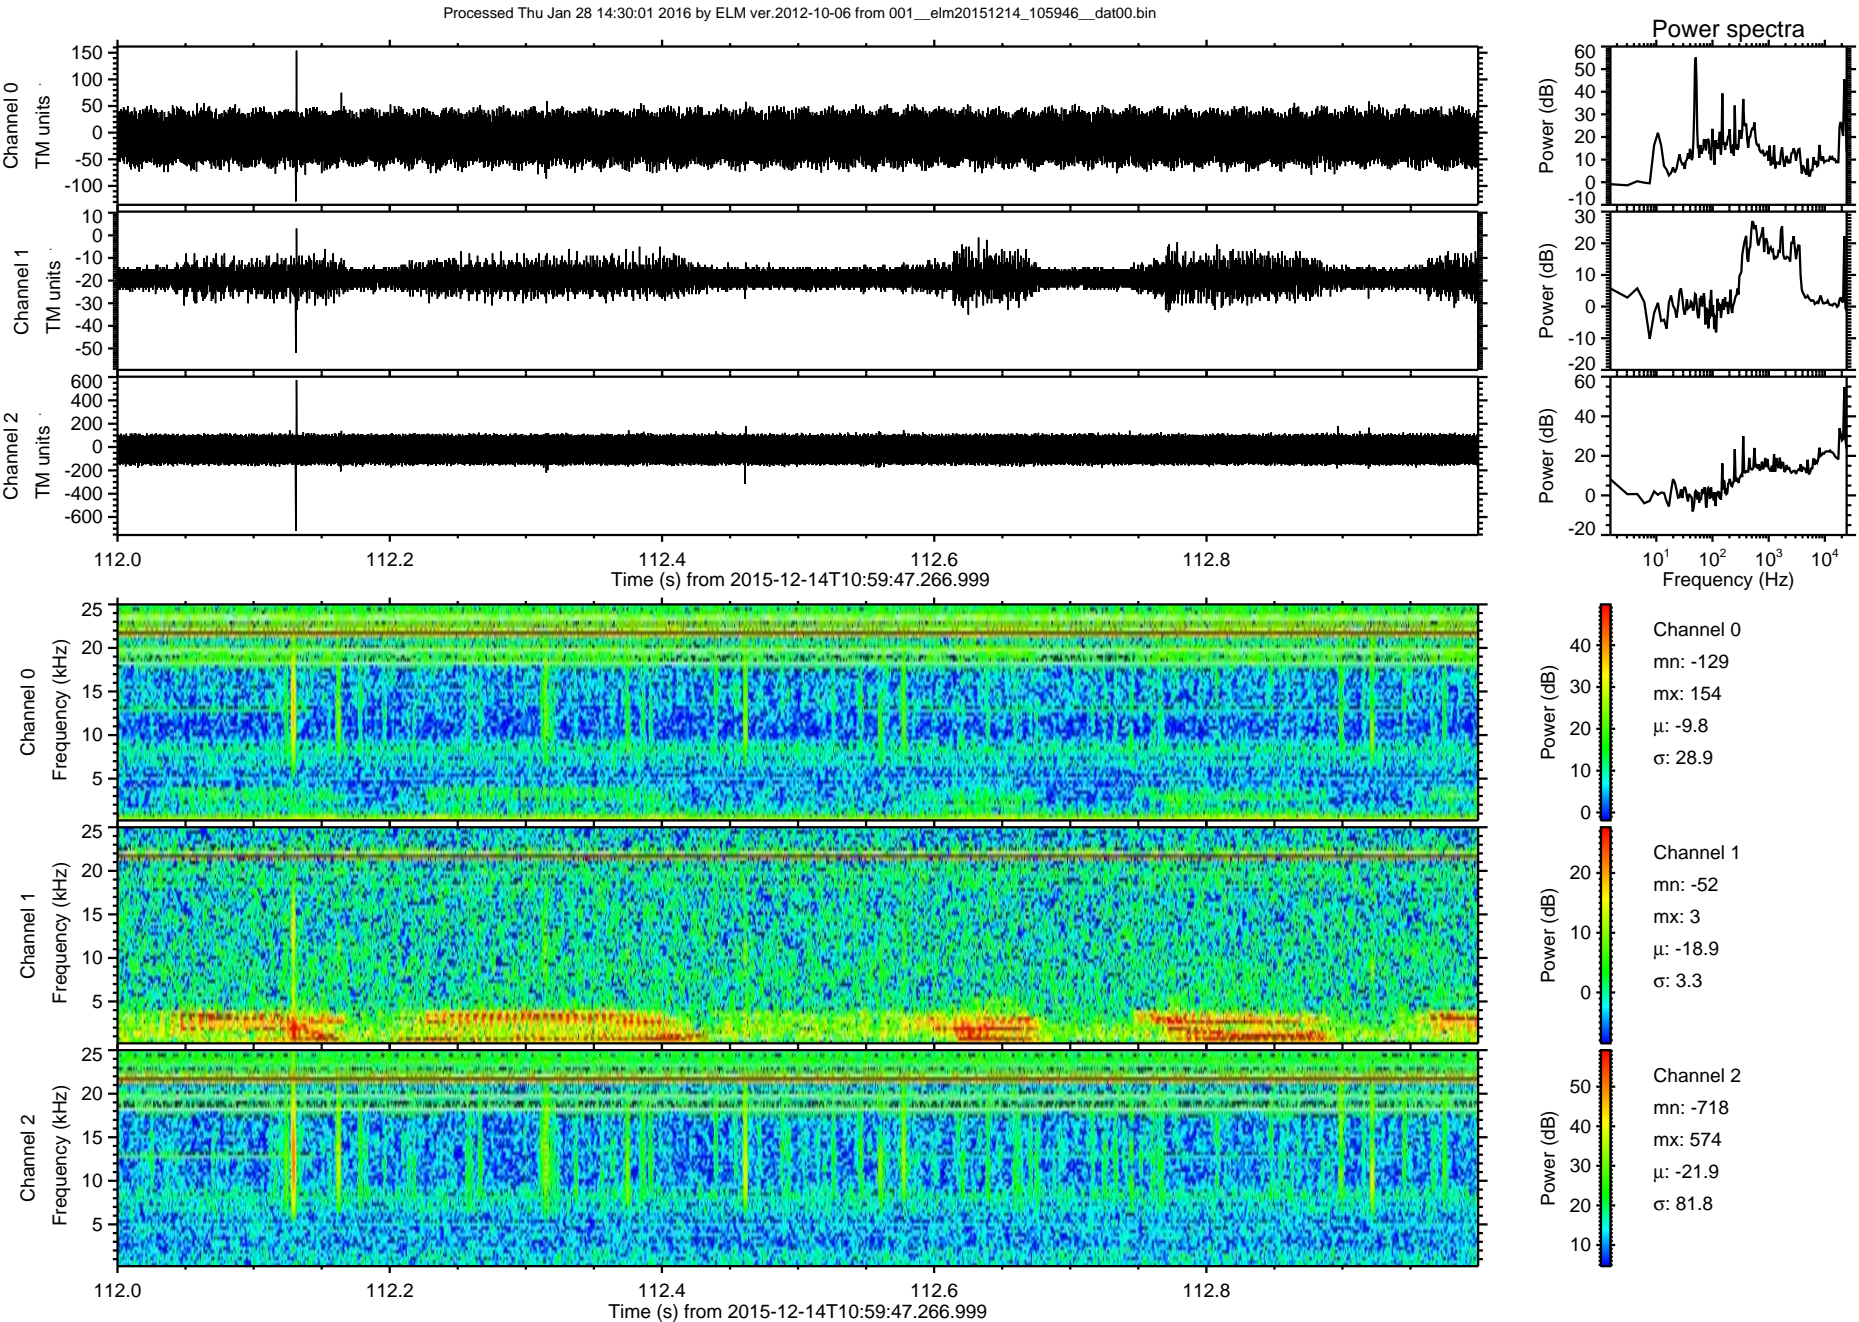 Processed Thu Jan 28 14:30:01 2016 by ELM ver.2012-10-06 from 001__elm20151214_105946__dat00.bin
Power spectra
Channel 0
TM units
150
100
50
0
-50
-100
Power (dB)
60
50
40
30
20
10
0
-10
Channel 1
TM units
10
0
-10
-20
-30
-40
-50
Power (dB)
30
20
10
0
-10
-20
Channel 2
TM units
600
400
200
0
-200
-400
-600
Power (dB)
60
40
20
0
-20
112.0 112.2 112.4 112.6 112.8
Time (s) from 2015-12-14T10:59:47.266.999
10¹ 10² 10³ 10⁴
Frequency (Hz)
Channel 0
Frequency (kHz)
25
20
15
10
5
Power (dB)
40
30
20
10
0
Channel 0
mn: -129
mx: 154
μ: -9.8
σ: 28.9
Channel 1
Frequency (kHz)
25
20
15
10
5
Power (dB)
20
10
0
Channel 1
mn: -52
mx: 3
μ: -18.9
σ: 3.3
Channel 2
Frequency (kHz)
25
20
15
10
5
Power (dB)
50
40
30
20
10
Channel 2
mn: -718
mx: 574
μ: -21.9
σ: 81.8
112.0 112.2 112.4 112.6 112.8
Time (s) from 2015-12-14T10:59:47.266.999